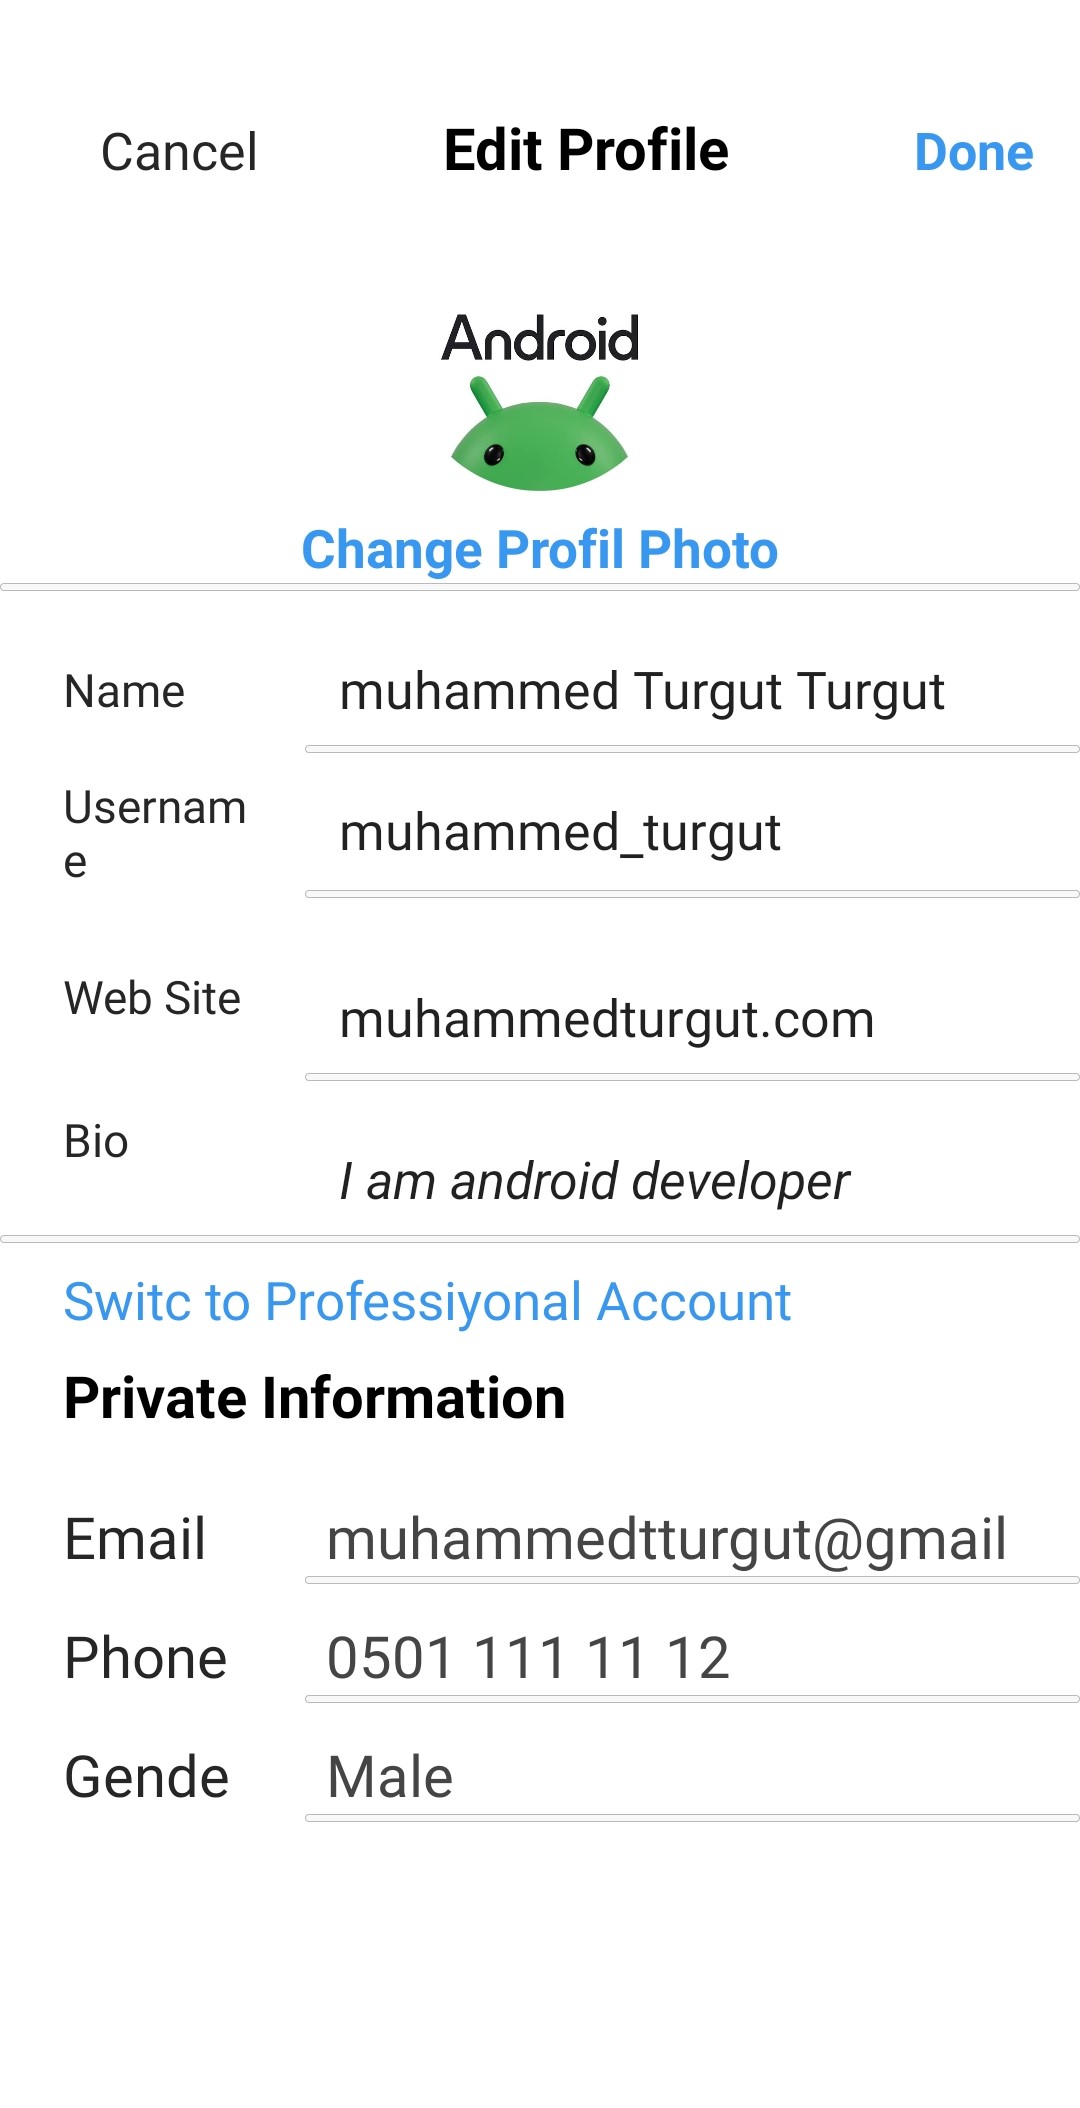 Cancel Edit Profile Done
Android
Change Profil Photo
Name muhammed Turgut Turgut
Usernam
e
muhammed_turgut
Web Site
muhammedturgut.com
Bio
I am android developer
Switc to Professiyonal Account
Private Information
Email muhammedtturgut@gmail
Phone 0501 111 11 12
Gende Male